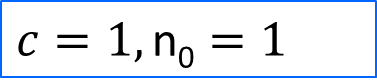 c = 1, n₀ = 1